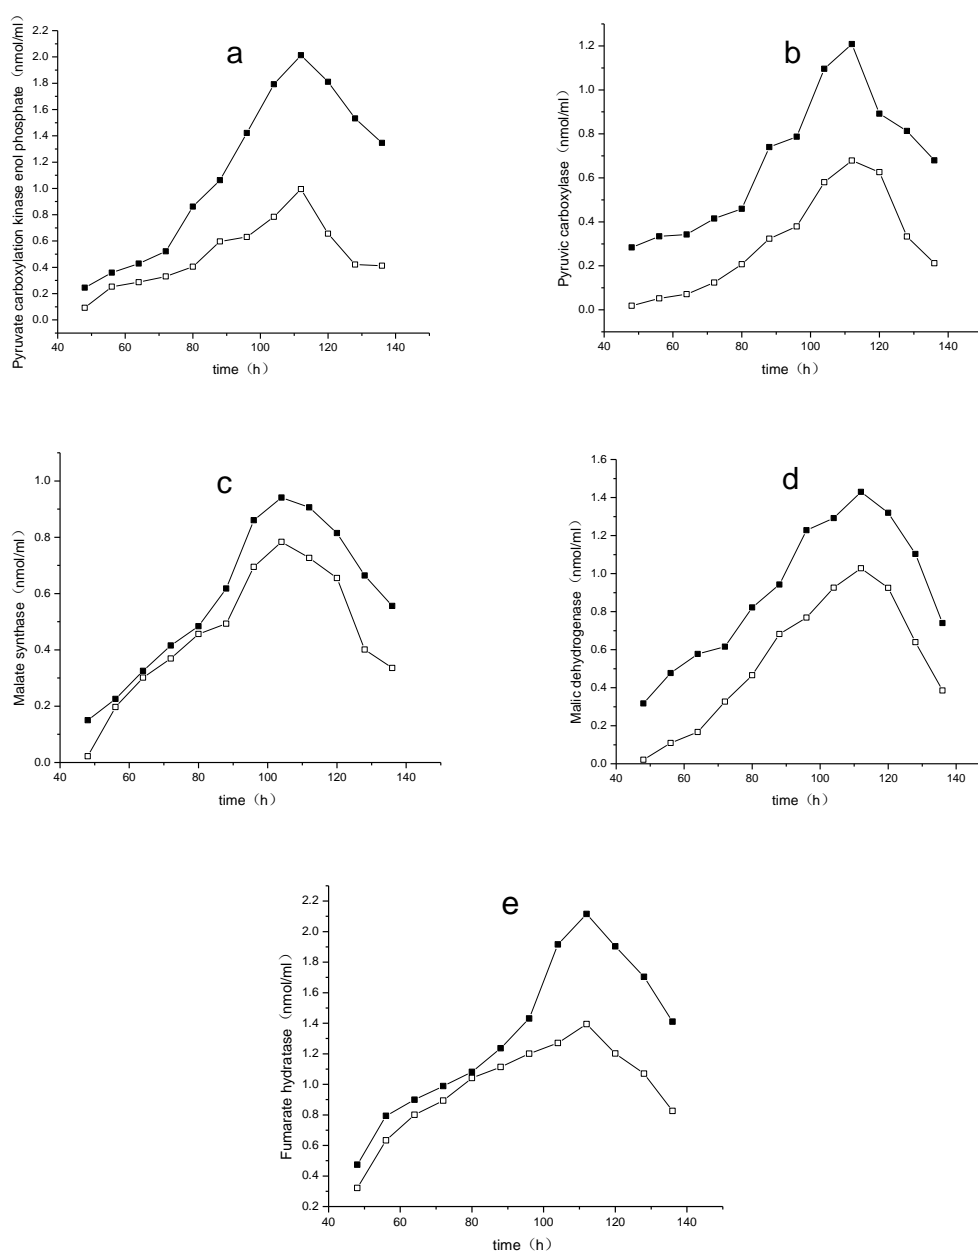 a
Pyruvate carboxylation kinase enol phosphate（nmol/ml）
2.2
2.0
1.8
1.6
1.4
1.2
1.0
0.8
0.6
0.4
0.2
0.0
40 60 80 100 120 140
time（h）
b
Pyruvic carboxylase（nmol/ml）
1.2
1.0
0.8
0.6
0.4
0.2
0.0
40 60 80 100 120 140
time（h）
c
Malate synthase（nmol/ml）
1.0
0.8
0.6
0.4
0.2
0.0
40 60 80 100 120 140
time（h）
d
Malic dehydrogenase（nmol/ml）
1.6
1.4
1.2
1.0
0.8
0.6
0.4
0.2
0.0
40 60 80 100 120 140
time（h）
e
Fumarate hydratase（nmol/ml）
2.2
2.0
1.8
1.6
1.4
1.2
1.0
0.8
0.6
0.4
0.2
40 60 80 100 120 140
time（h）